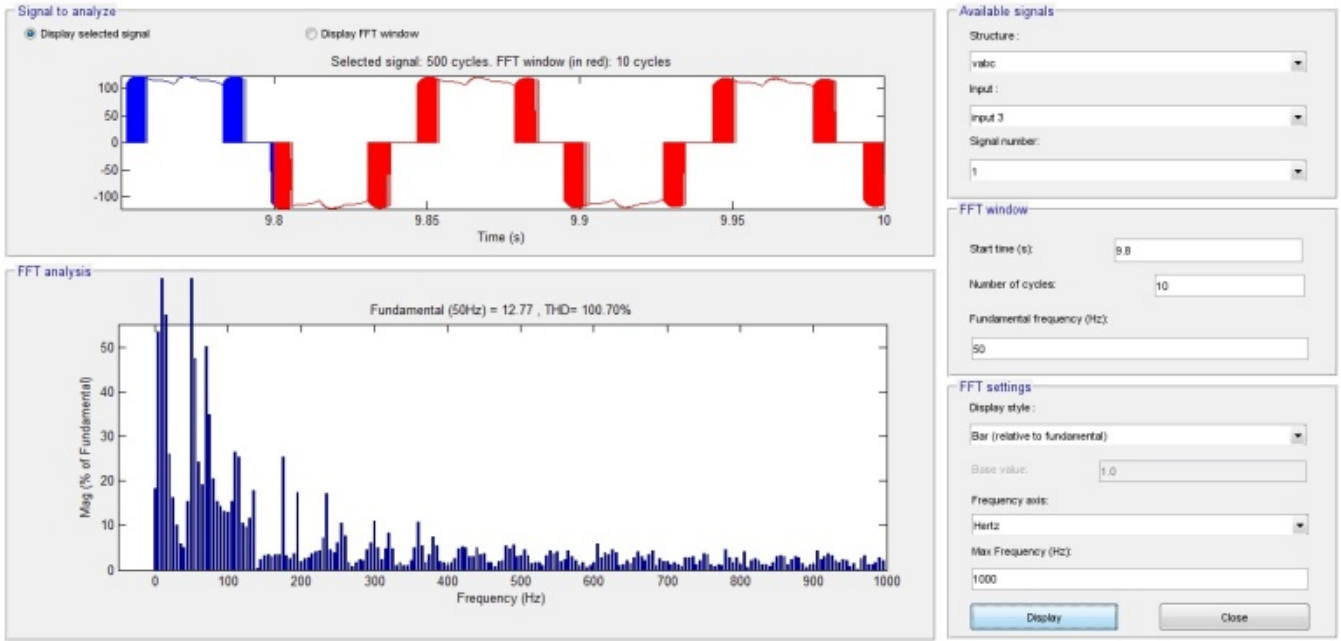 Signal to analyze
Display selected signal
Display FFT window
Selected signal: 500 cycles. FFT window (in red): 10 cycles
100
50
0
-50
-100
9.8
9.85
9.9
9.95
10
Time (s)
FFT analysis
Fundamental (50Hz) = 12.77 , THD= 100.70%
Mag (% of Fundamental)
50
40
30
20
10
0
0
100
200
300
400
500
600
700
800
900
1000
Frequency (Hz)
Available signals
Structure :
vabc
Input :
input 3
Signal number:
1
FFT window
Start time (s):
9.8
Number of cycles:
10
Fundamental frequency (Hz):
50
FFT settings
Display style :
Bar (relative to fundamental)
Base value:
1.0
Frequency axis:
Hertz
Max Frequency (Hz):
1000
Display
Close